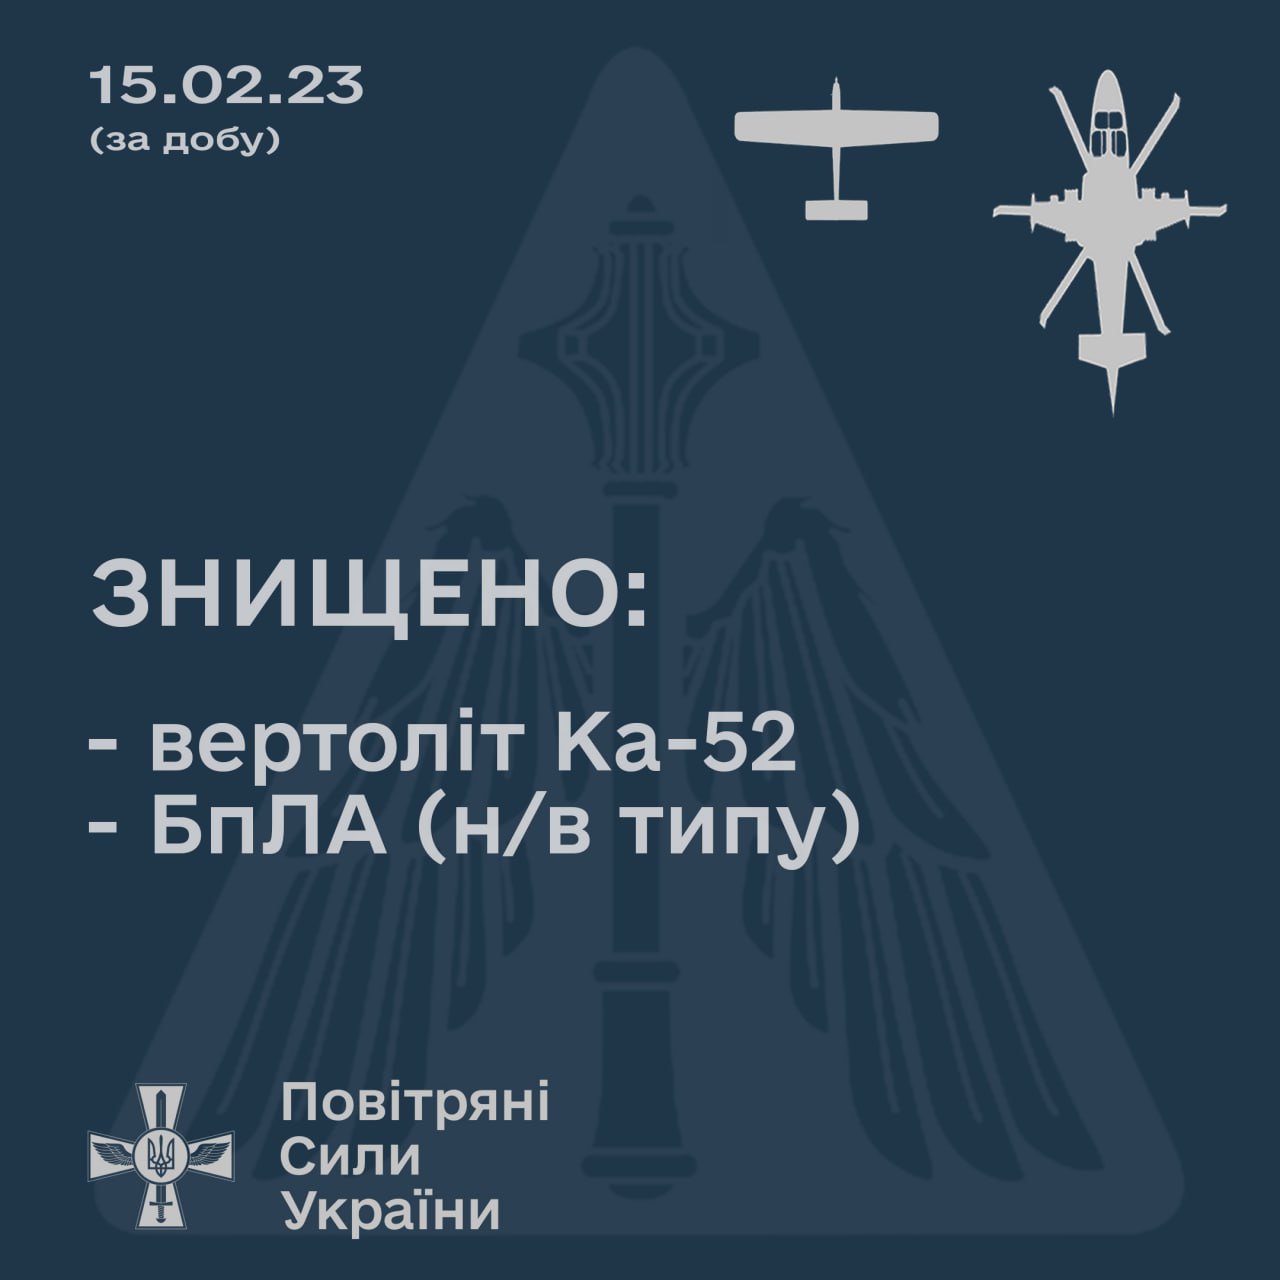 15.02.23
(за добу)
ЗНИЩЕНО:
- вертоліт Ка-52
- БпЛА (н/в типу)
Повітряні
Сили
України